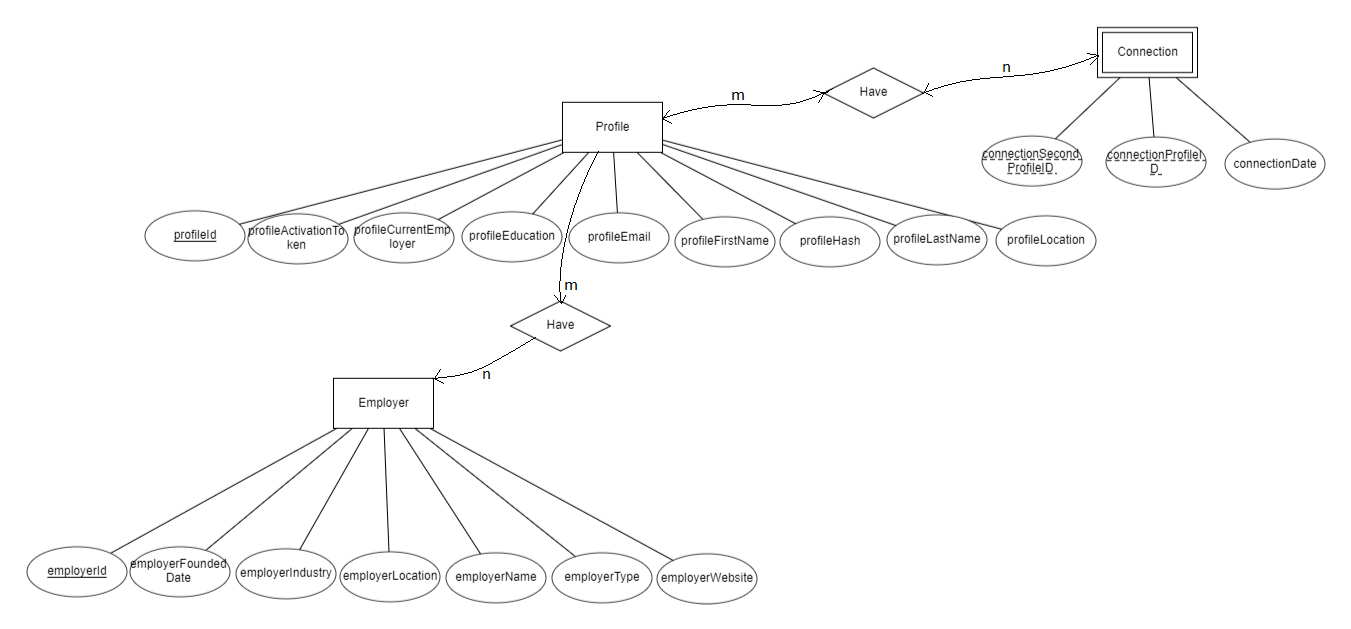 Connection
n
Have
m
Profile
connectionSecond
ProfileID
connectionProfileI
D
connectionDate
profileId
profileActivationTo
ken
profileCurrentEmp
loyer
profileEducation
profileEmail
profileFirstName
profileHash
profileLastName
profileLocation
m
Have
n
Employer
employerId
employerFounded
Date
employerIndustry
employerLocation
employerName
employerType
employerWebsite